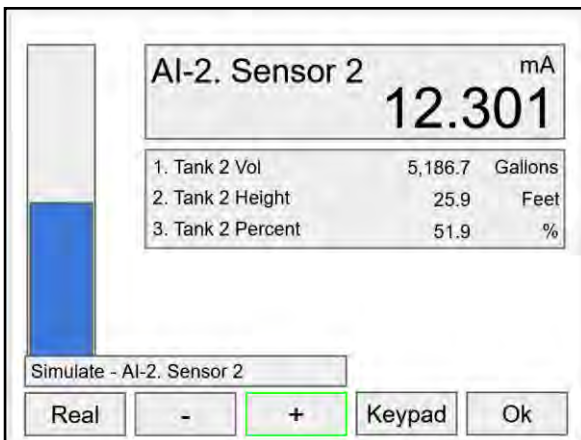 AI-2. Sensor 2 mA
12.301
1. Tank 2 Vol 5,186.7 Gallons
2. Tank 2 Height 25.9 Feet
3. Tank 2 Percent 51.9 %
Simulate - AI-2. Sensor 2
Real - + Keypad Ok